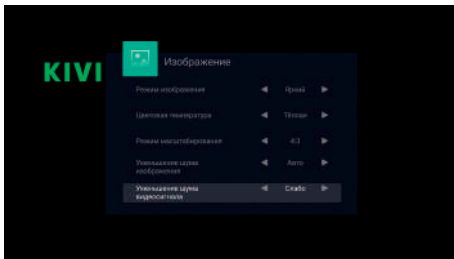 KIVI
Изображение
Режим изображения Яркий
Цветовая температура Тёплая
Режим масштабирования 4:3
Уменьшение шума
изображения Авто
Уменьшение шума
видеосигнала Слабо